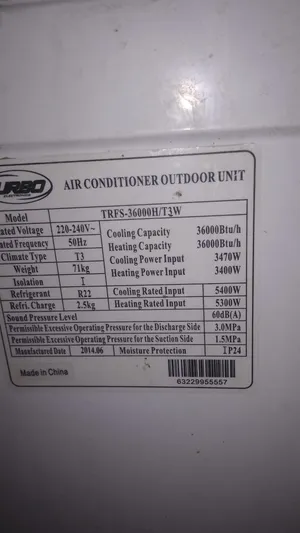 URBO
AIR CONDITIONER OUTDOOR UNIT
Model TRFS-36000H/T3W
ated Voltage 220-240V~ Cooling Capacity 36000Btu/h
ated Frequency 50Hz Heating Capacity 36000Btu/h
Climate Type T3 Cooling Power Input 3470W
Weight 71kg Heating Power Input 3400W
Isolation I
Refrigerant R22 Cooling Rated Input 5400W
Refri. Charge 2.5kg Heating Rated Input 5300W
Sound Pressure Level 60dB(A)
Permissible Excessive Operating Pressure for the Discharge Side 3.0MPa
Permissible Excessive Operating Pressure for the Suction Side 1.5MPa
Manufactured Date 2014.06 Moisture Protection IP24
Made in China
63229955557